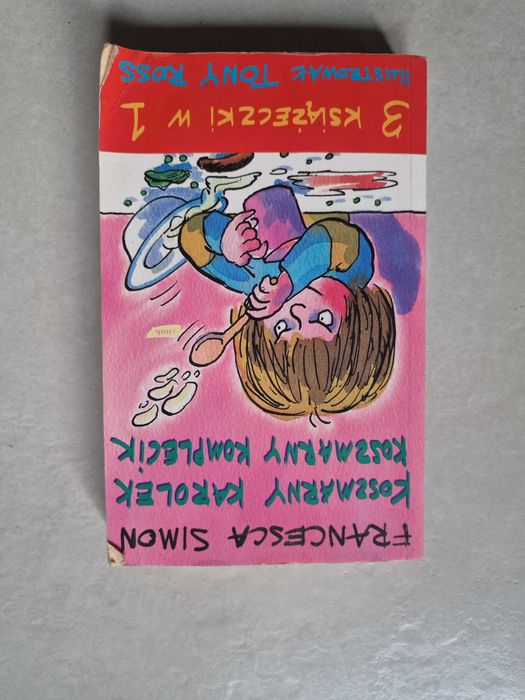 FRANCESCA SIMON
KOSZMARNY KAROLEK
KOSZMARNY KOMPLECIK
3 KSIĄŻECZKI W 1
ILUSTROWAŁ TONY ROSS